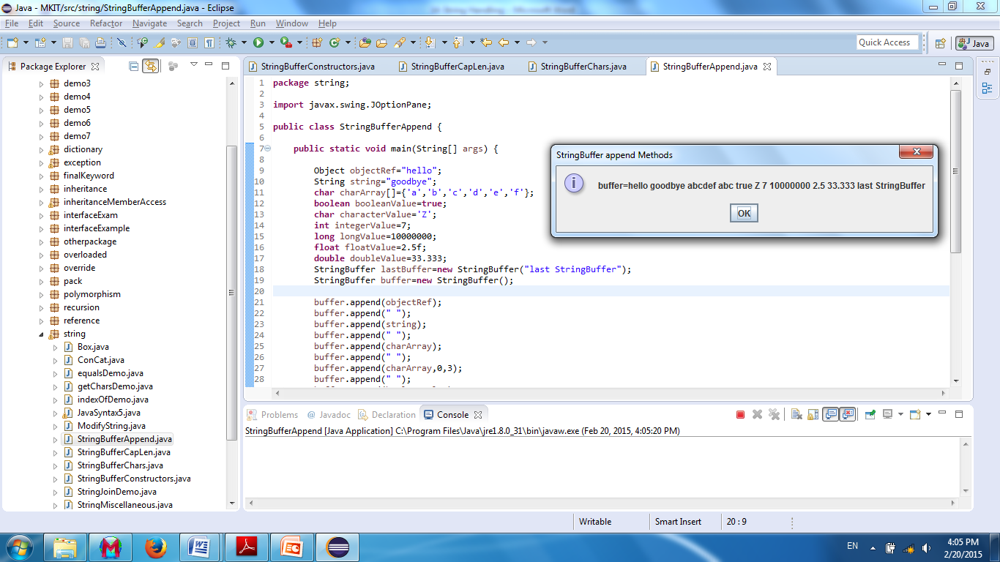 Java - MKIT/src/string/StringBufferAppend.java - Eclipse
File Edit Source Refactor Navigate Search Project Run Window Help
Quick Access
Java
Package Explorer
demo3
demo4
demo5
demo6
demo7
dictionary
exception
finalKeyword
inheritance
inheritanceMemberAccess
interfaceExam
interfaceExample
otherpackage
overloaded
override
pack
polymorphism
recursion
reference
string
Box.java
ConCat.java
equalsDemo.java
getCharsDemo.java
indexOfDemo.java
JavaSyntax5.java
ModifyString.java
StringBufferAppend.java
StringBufferCapLen.java
StringBufferChars.java
StringBufferConstructors.java
StringJoinDemo.java
StringMiscellaneous.java
StringBufferConstructors.java StringBufferCapLen.java StringBufferChars.java StringBufferAppend.java
1 package string;
2
3 import javax.swing.JOptionPane;
4
5 public class StringBufferAppend {
6
7 public static void main(String[] args) {
8
9 Object objectRef="hello";
10 String string="goodbye";
11 char charArray[]={'a','b','c','d','e','f'};
12 boolean booleanValue=true;
13 char characterValue='Z';
14 int integerValue=7;
15 long longValue=10000000;
16 float floatValue=2.5f;
17 double doubleValue=33.333;
18 StringBuffer lastBuffer=new StringBuffer("last StringBuffer");
19 StringBuffer buffer=new StringBuffer();
20
21 buffer.append(objectRef);
22 buffer.append(" ");
23 buffer.append(string);
24 buffer.append(" ");
25 buffer.append(charArray);
26 buffer.append(" ");
27 buffer.append(charArray,0,3);
28 buffer.append(" ");
StringBuffer append Methods
buffer=hello goodbye abcdef abc true Z 7 10000000 2.5 33.333 last StringBuffer
OK
Problems @ Javadoc Declaration Console
StringBufferAppend [Java Application] C:\Program Files\Java\jre1.8.0_31\bin\javaw.exe (Feb 20, 2015, 4:05:20 PM)
Writable Smart Insert 20 : 9
EN
4:05 PM
2/20/2015